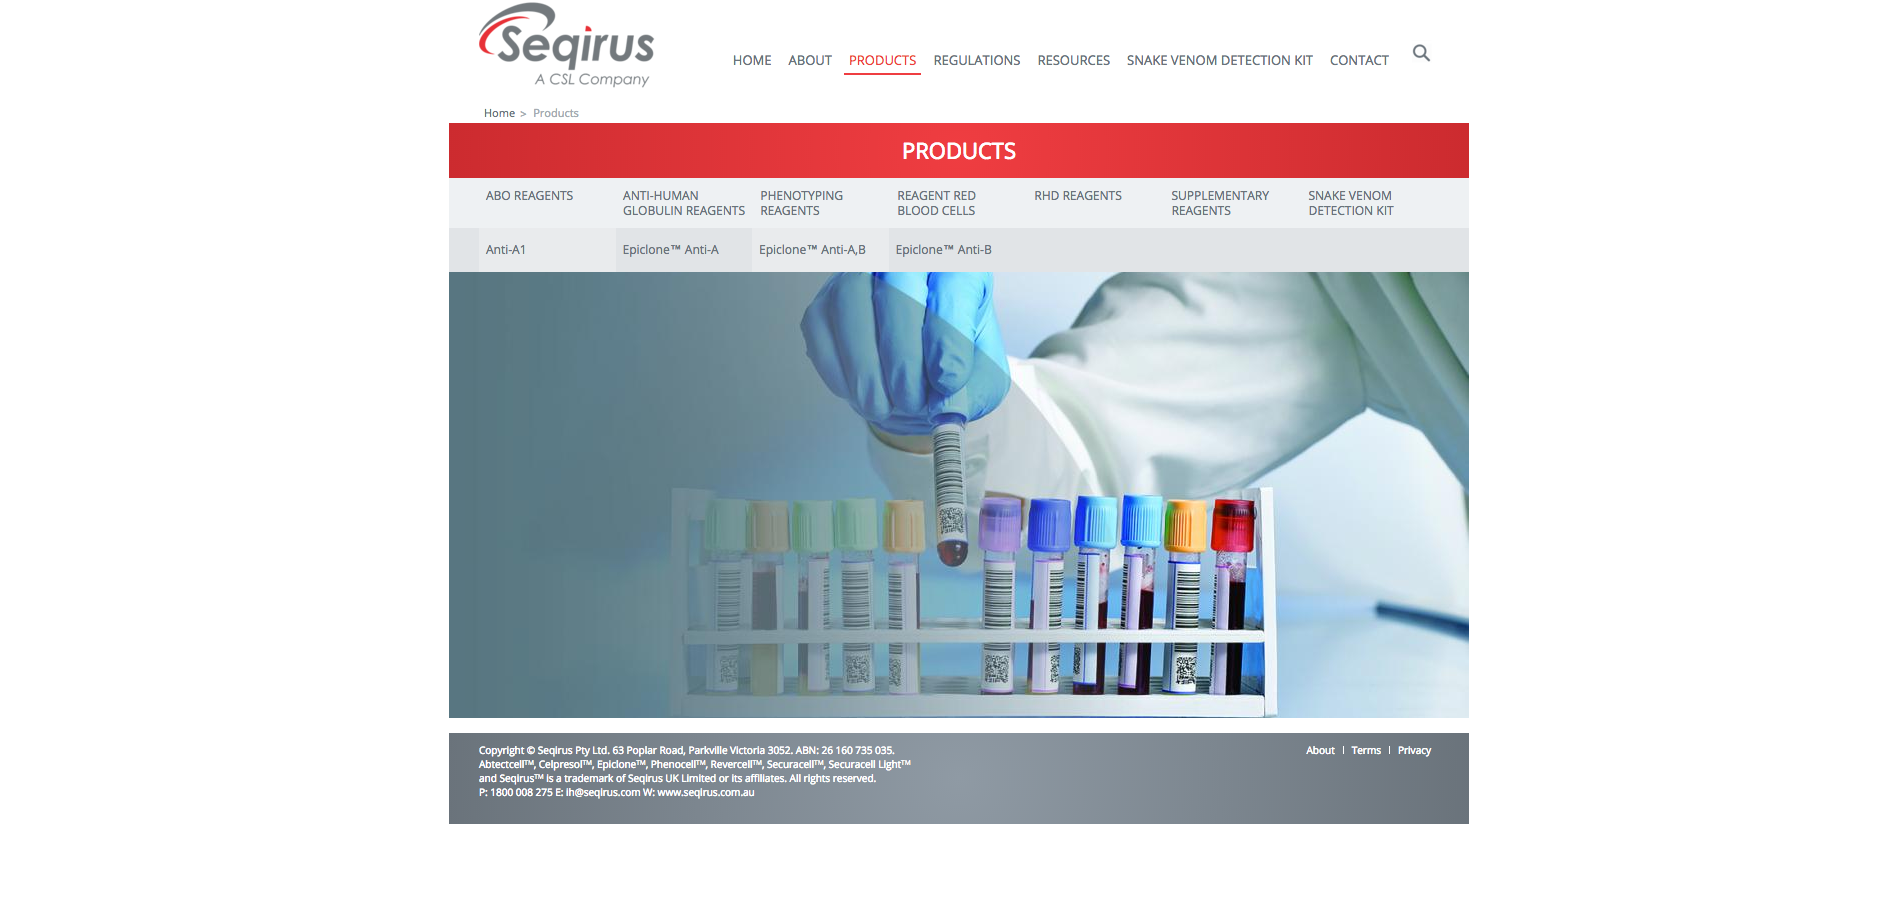 Seqirus
A CSL Company
HOME ABOUT PRODUCTS REGULATIONS RESOURCES SNAKE VENOM DETECTION KIT CONTACT
Home > Products
PRODUCTS
ABO REAGENTS
ANTI-HUMAN
GLOBULIN REAGENTS
PHENOTYPING
REAGENTS
REAGENT RED
BLOOD CELLS
RHD REAGENTS
SUPPLEMENTARY
REAGENTS
SNAKE VENOM
DETECTION KIT
Anti-A1 Epiclone™ Anti-A Epiclone™ Anti-A,B Epiclone™ Anti-B
Copyright © Seqirus Pty Ltd. 63 Poplar Road, Parkville Victoria 3052. ABN: 26 160 735 035.
Abtectcell™, Celpresol™, Epiclone™, Phenocell™, Revercell™, Securacell™, Securacell Light™
and Seqirus™ is a trademark of Seqirus UK Limited or its affiliates. All rights reserved.
P: 1800 008 275 E: ih@seqirus.com W: www.seqirus.com.au
About | Terms | Privacy